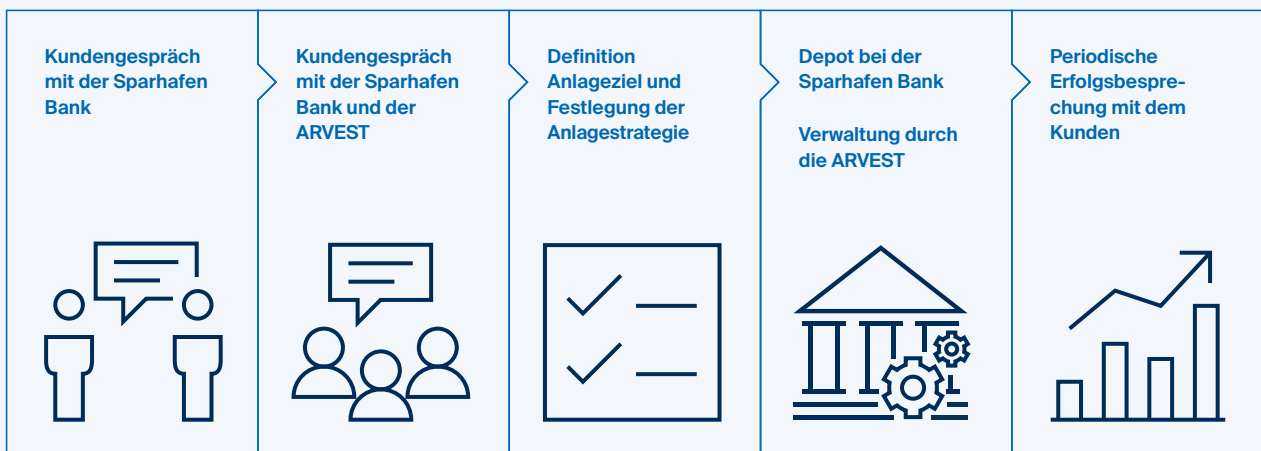 Kundengespräch
mit der Sparhafen
Bank
Kundengespräch
mit der Sparhafen
Bank und der
ARVEST
Definition
Anlageziel und
Festlegung der
Anlagestrategie
Depot bei der
Sparhafen Bank
Verwaltung durch
die ARVEST
Periodische
Erfolgsbespre-
chung mit dem
Kunden